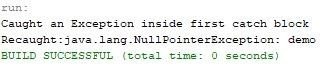 run:
Caught an Exception inside first catch block
Recaught:java.lang.NullPointerException: demo
BUILD SUCCESSFUL (total time: 0 seconds)